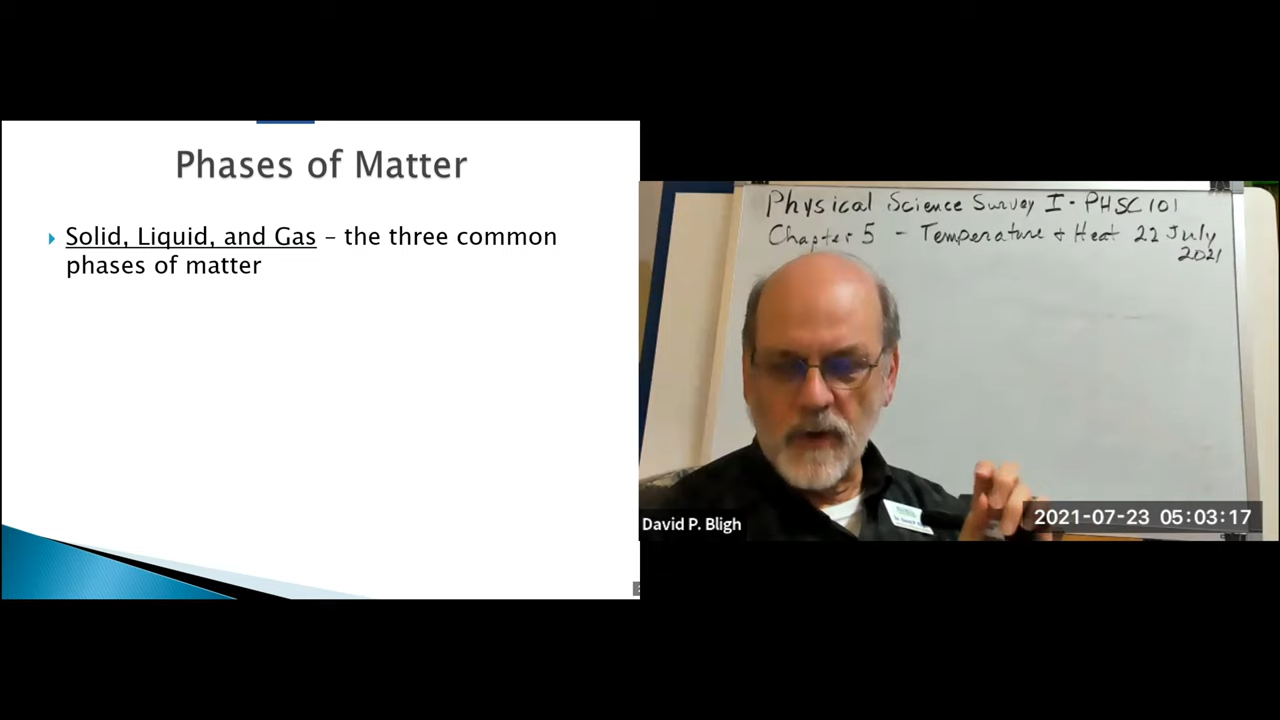 Phases of Matter
Solid, Liquid, and Gas – the three common
phases of matter
Physical Science Survey I - PHSC 101
Chapter 5 - Temperature + Heat 22 July
2021
David P. Bligh
2021-07-23 05:03:17